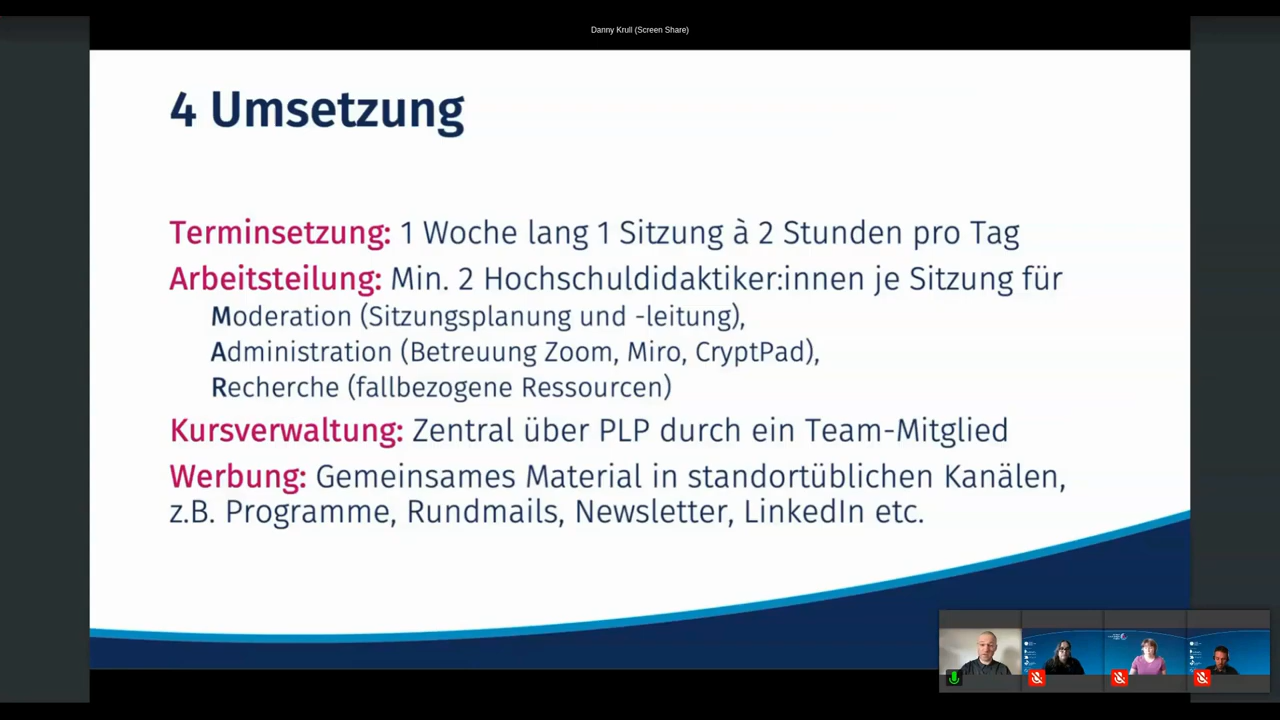 Danny Krull (Screen Share)
4 Umsetzung
Terminsetzung: 1 Woche lang 1 Sitzung à 2 Stunden pro Tag
Arbeitsteilung: Min. 2 Hochschuldidaktiker:innen je Sitzung für
Moderation (Sitzungsplanung und -leitung),
Administration (Betreuung Zoom, Miro, CryptPad),
Recherche (fallbezogene Ressourcen)
Kursverwaltung: Zentral über PLP durch ein Team-Mitglied
Werbung: Gemeinsames Material in standortüblichen Kanälen,
z.B. Programme, Rundmails, Newsletter, LinkedIn etc.